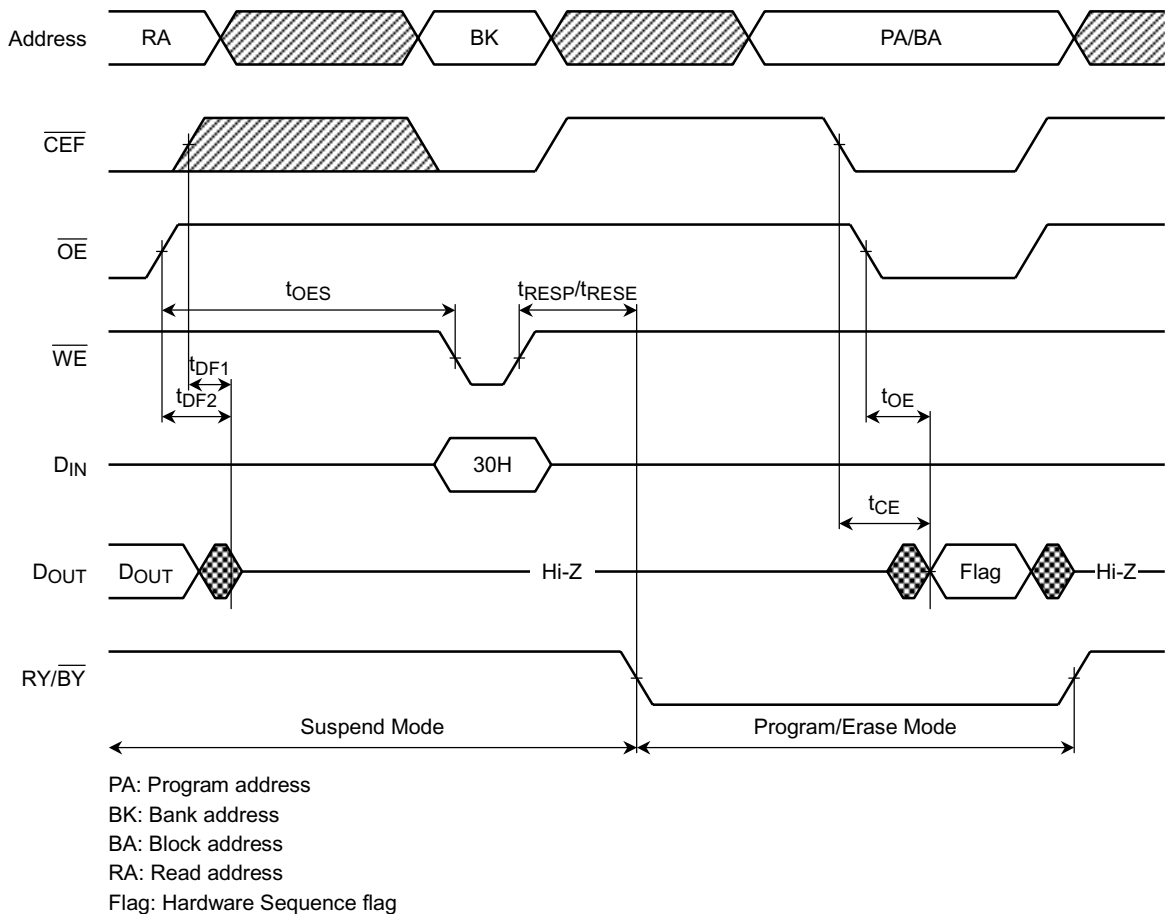 Address RA BK PA/BA
CEF
OE
tOES tRESP/tRESE
WE
tDF1
tDF2 tOE
DIN 30H
tCE
DOUT DOUT Hi-Z Flag Hi-Z
RY/BY
Suspend Mode Program/Erase Mode
PA: Program address
BK: Bank address
BA: Block address
RA: Read address
Flag: Hardware Sequence flag